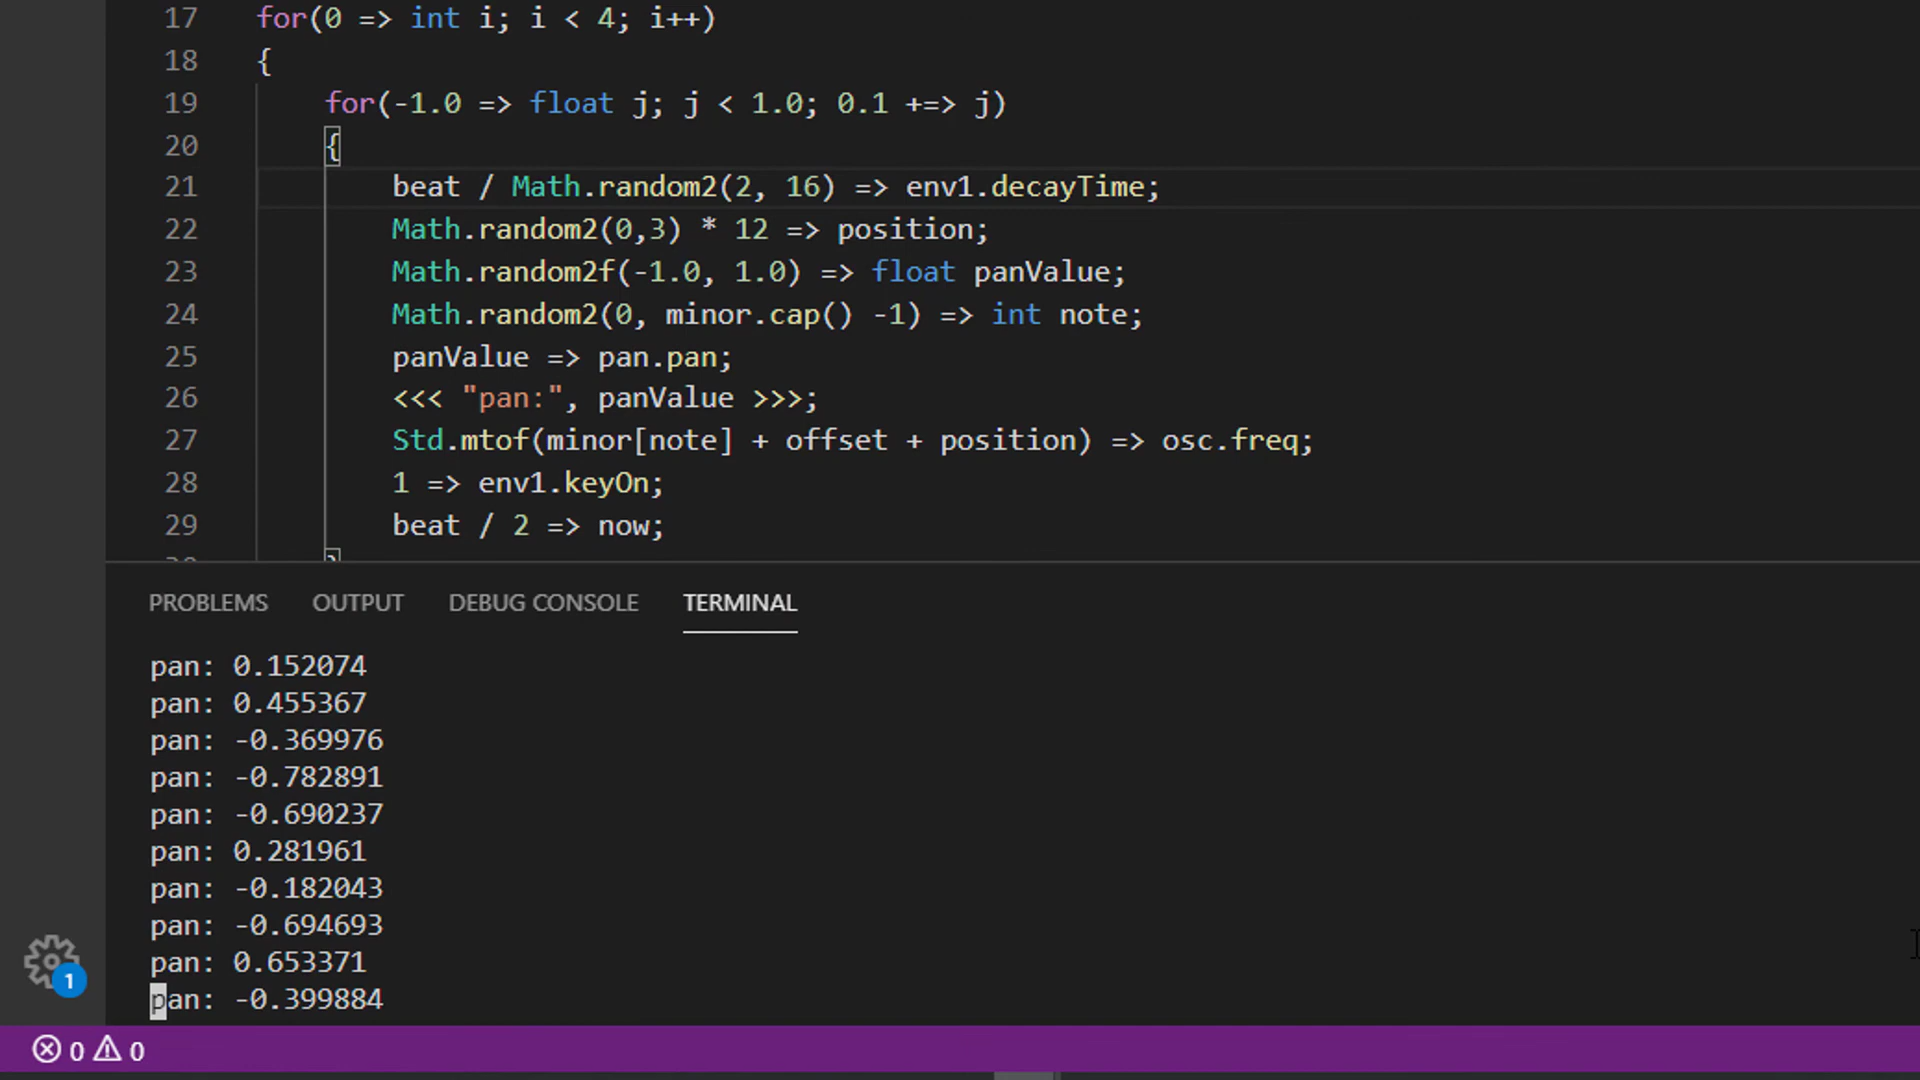 17 for(0 => int i; i < 4; i++)
18 {
19 for(-1.0 => float j; j < 1.0; 0.1 +=> j)
20 {
21 beat / Math.random2(2, 16) => env1.decayTime;
22 Math.random2(0,3) * 12 => position;
23 Math.random2f(-1.0, 1.0) => float panValue;
24 Math.random2(0, minor.cap() -1) => int note;
25 panValue => pan.pan;
26 <<< "pan:", panValue >>>;
27 Std.mtof(minor[note] + offset + position) => osc.freq;
28 1 => env1.keyOn;
29 beat / 2 => now;
PROBLEMS OUTPUT DEBUG CONSOLE TERMINAL
pan: 0.152074
pan: 0.455367
pan: -0.369976
pan: -0.782891
pan: -0.690237
pan: 0.281961
pan: -0.182043
pan: -0.694693
pan: 0.653371
pan: -0.399884
1
0 0